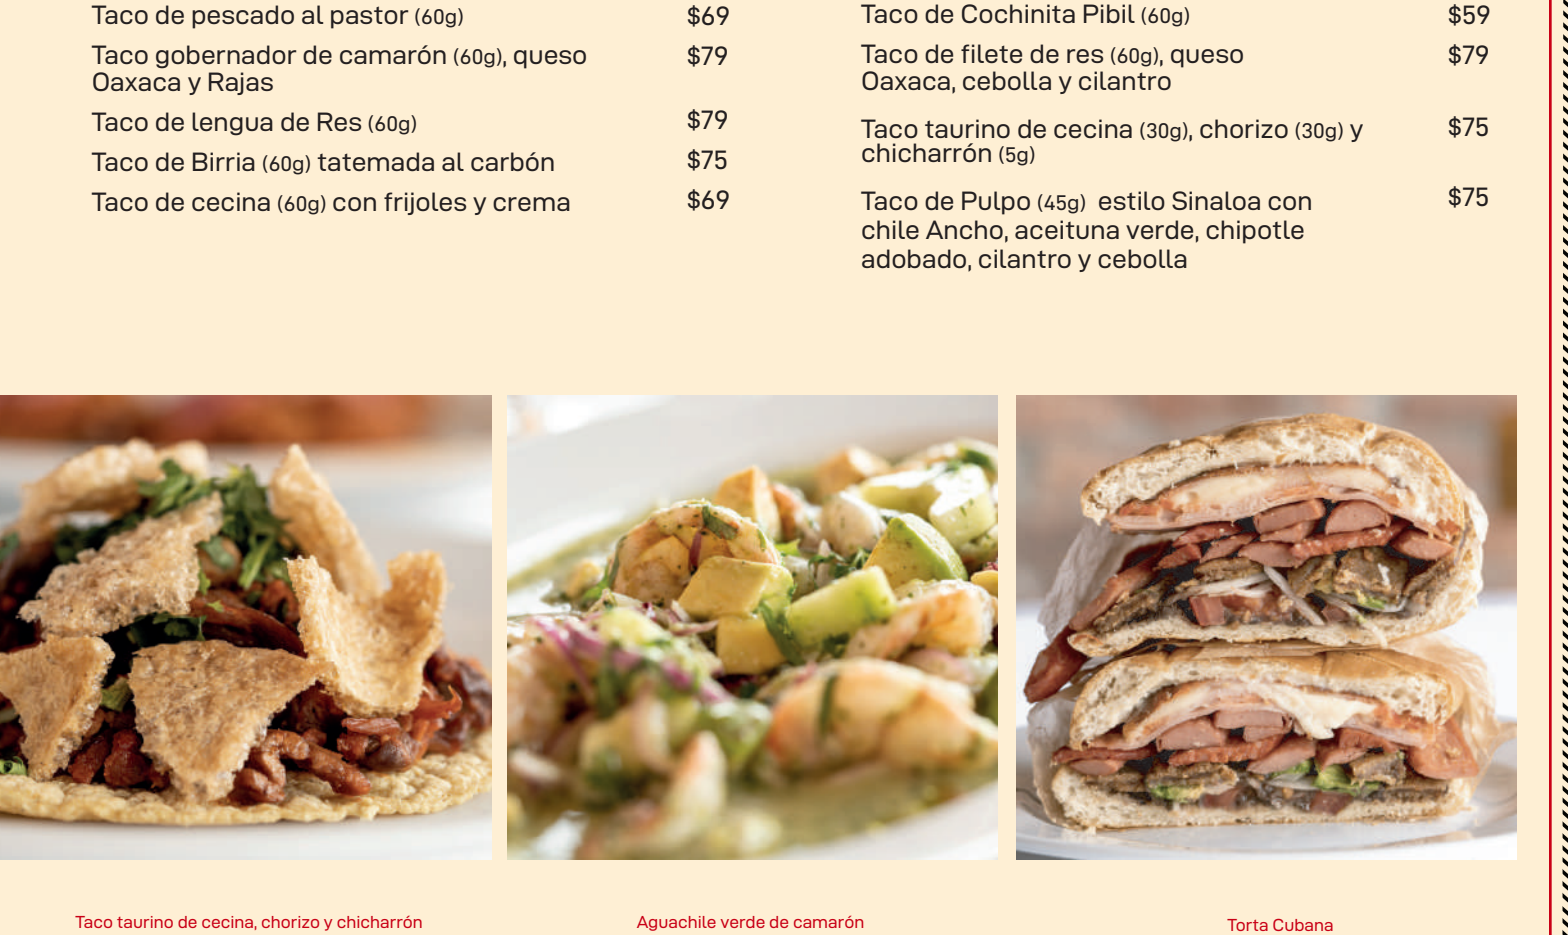 Taco de pescado al pastor (60g) $69
Taco gobernador de camarón (60g), queso $79
Oaxaca y Rajas
Taco de lengua de Res (60g) $79
Taco de Birria (60g) tatemada al carbón $75
Taco de cecina (60g) con frijoles y crema $69
Taco de Cochinita Pibil (60g) $59
Taco de filete de res (60g), queso $79
Oaxaca, cebolla y cilantro
Taco taurino de cecina (30g), chorizo (30g) y $75
chicharrón (5g)
Taco de Pulpo (45g) estilo Sinaloa con $75
chile Ancho, aceituna verde, chipotle
adobado, cilantro y cebolla
Taco taurino de cecina, chorizo y chicharrón
Aguachile verde de camarón
Torta Cubana